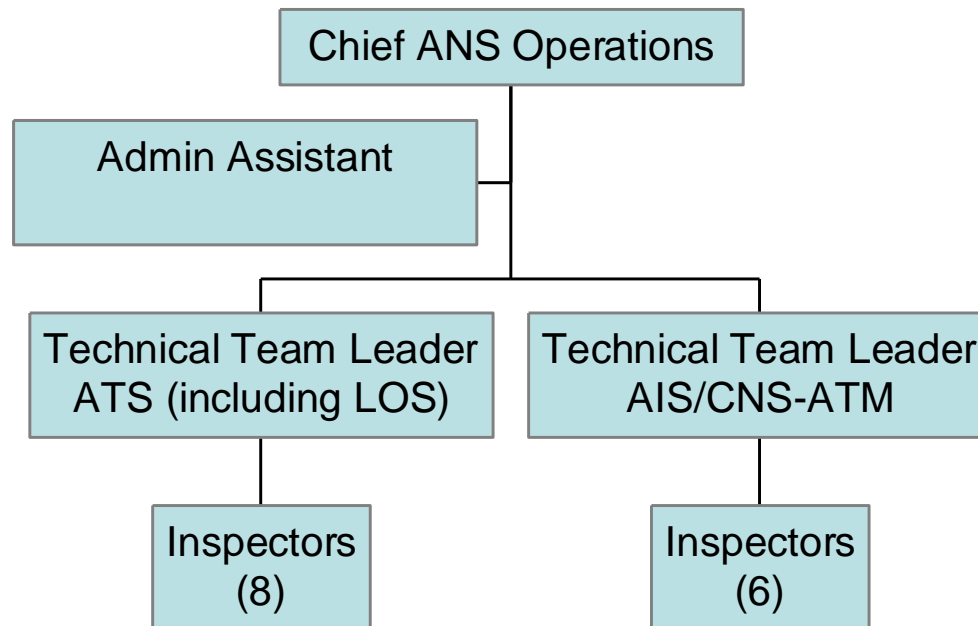 Chief ANS Operations
Admin Assistant
Technical Team Leader
ATS (including LOS)
Technical Team Leader
AIS/CNS-ATM
Inspectors
(8)
Inspectors
(6)